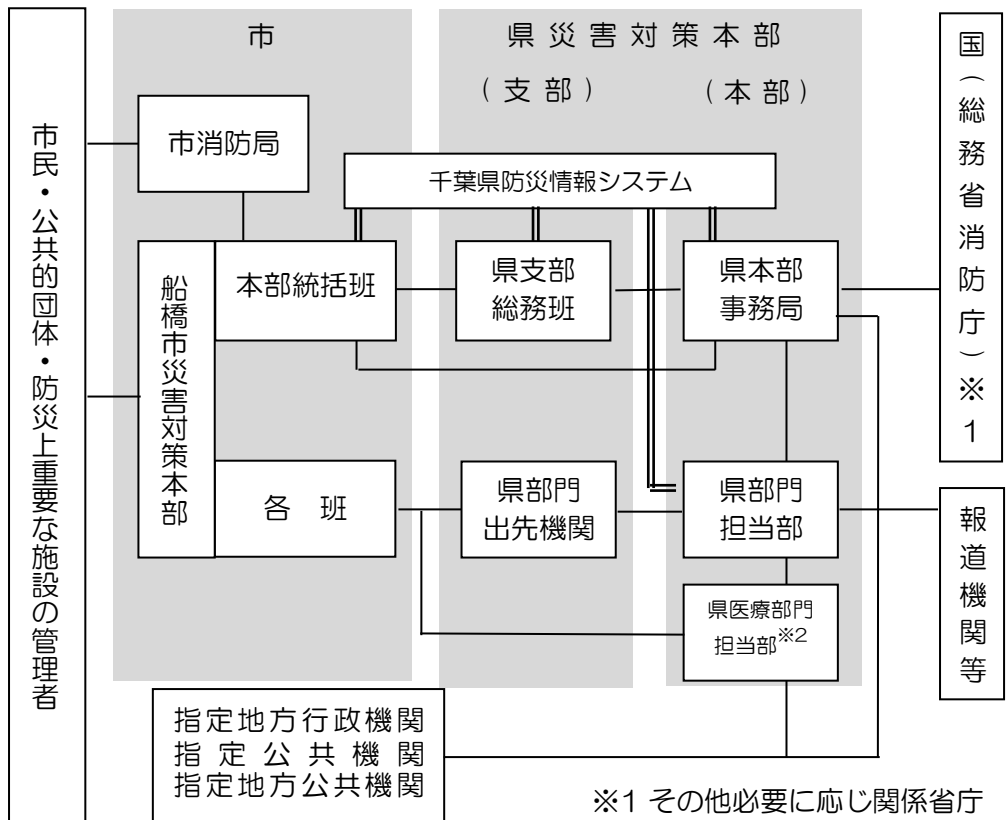 市
県災害対策本部
（支部）
（本部）
市民・公共的団体・防災上重要な施設の管理者
市消防局
千葉県防災情報システム
船橋市災害対策本部
本部統括班
県支部
総務班
県本部
事務局
各　班
県部門
出先機関
県部門
担当部
県医療部門
担当部※2
国（総務省消防庁）※1
報道機関等
指定地方行政機関
指定公共機関
指定地方公共機関
※1 その他必要に応じ関係省庁